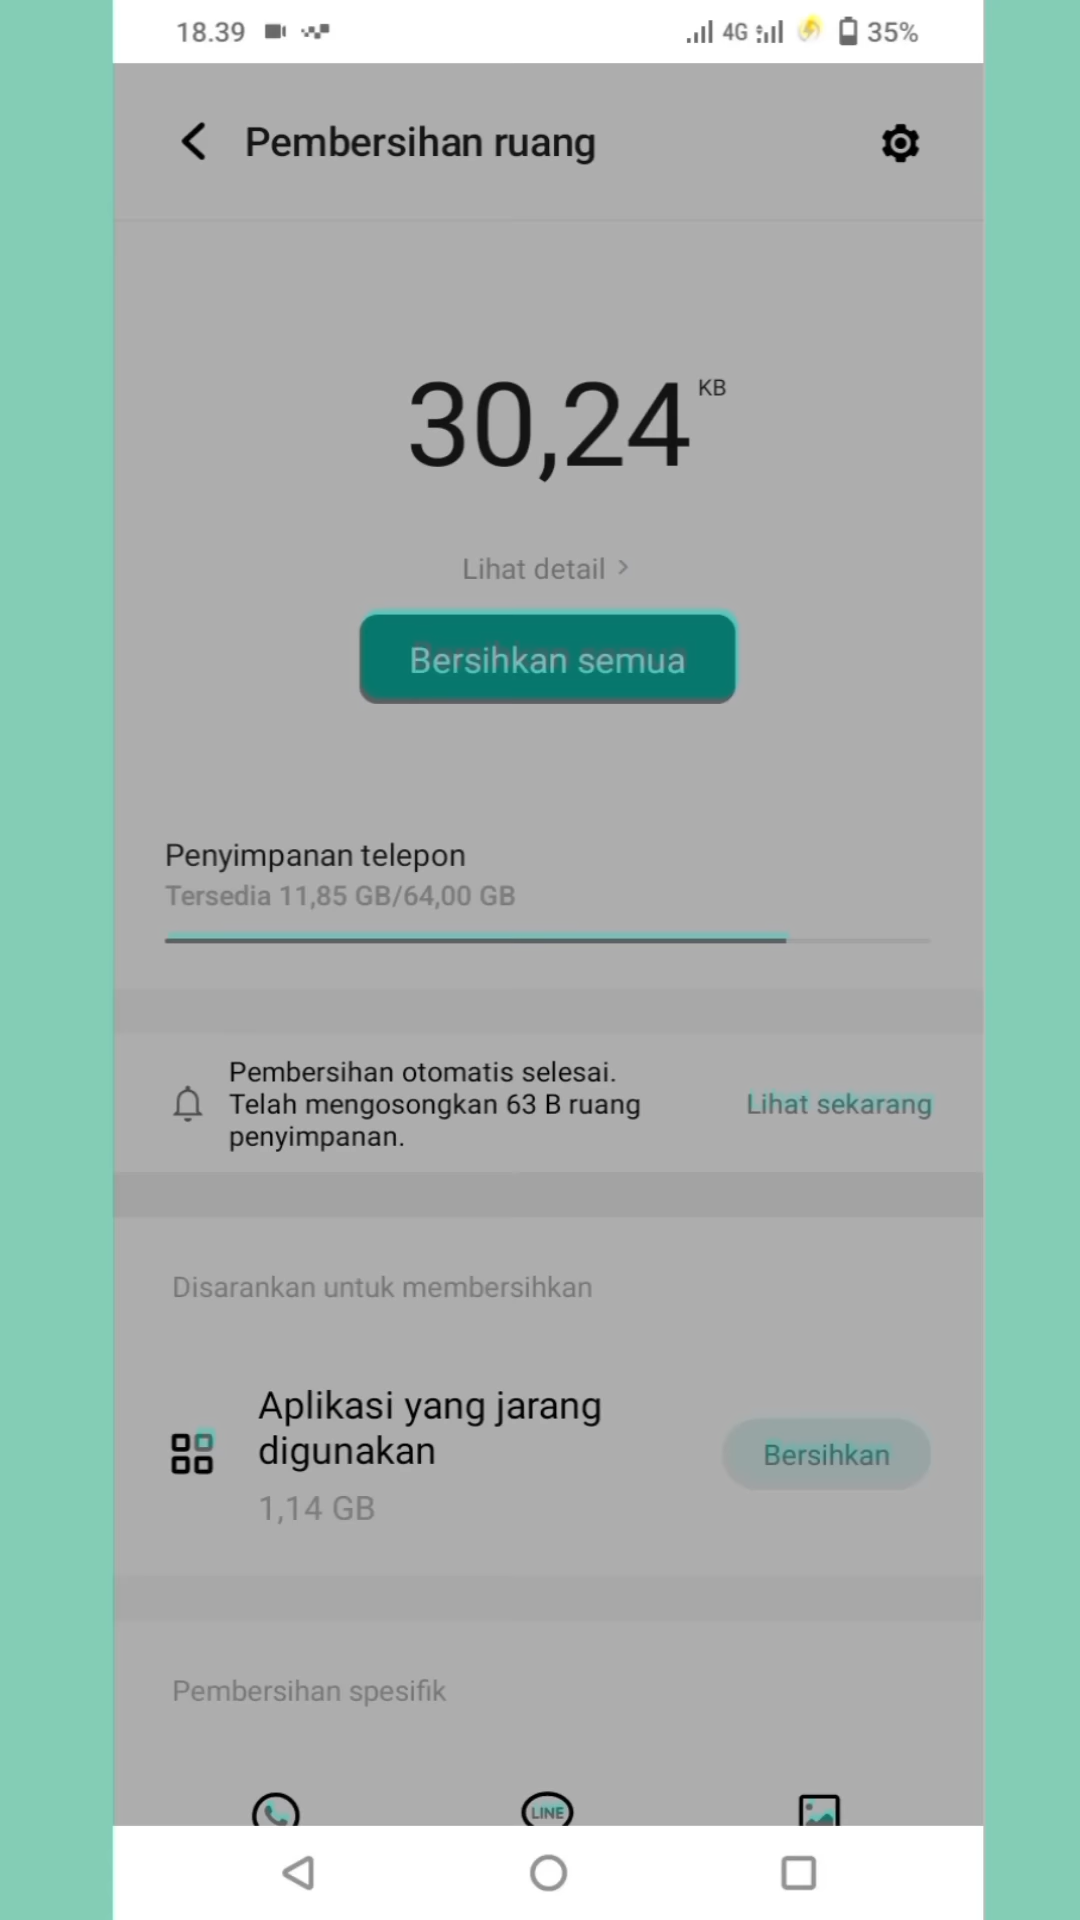 18.39
4G
35%
Pembersihan ruang
30,24 KB
Lihat detail
Bersihkan semua
Penyimpanan telepon
Tersedia 11,85 GB/64,00 GB
Pembersihan otomatis selesai.
Telah mengosongkan 63 B ruang
penyimpanan.
Lihat sekarang
Disarankan untuk membersihkan
Aplikasi yang jarang
digunakan
1,14 GB
Bersihkan
Pembersihan spesifik
LINE